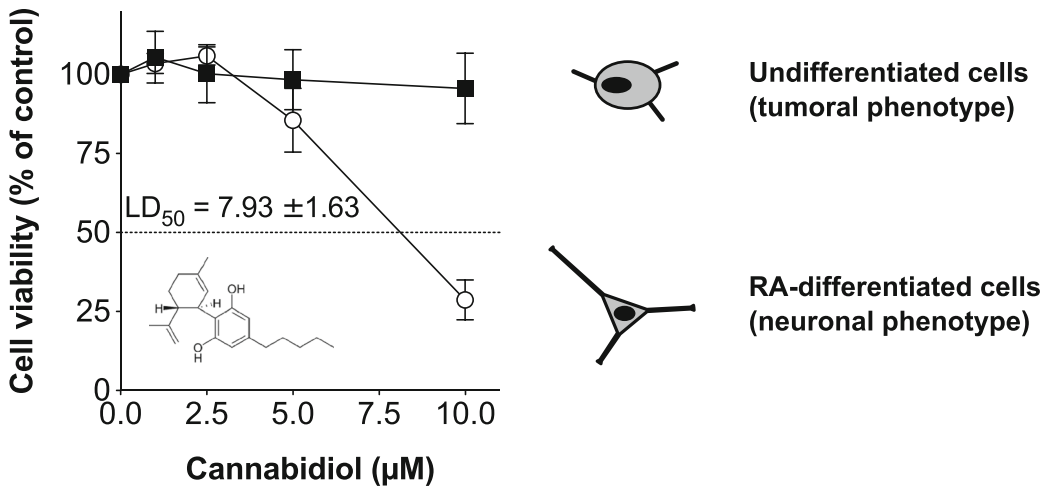 Cell viability (% of control)
100
75
50
25
0
LD50 = 7.93 ±1.63
OH
H
H
O
H
0.0
2.5
5.0
7.5
10.0
Cannabidiol (µM)
Undifferentiated cells
(tumoral phenotype)
RA-differentiated cells
(neuronal phenotype)